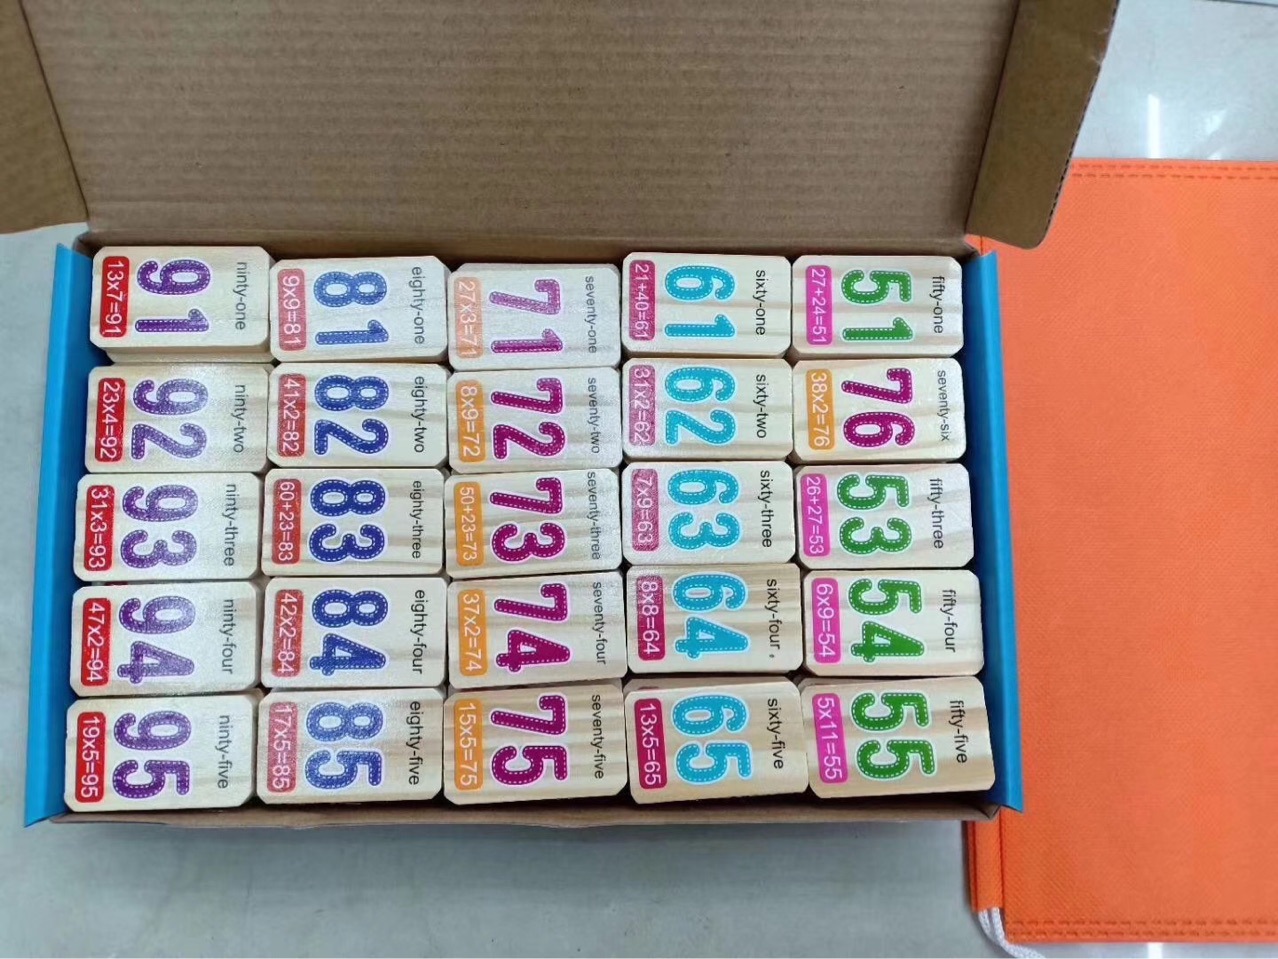 fifty-one
51
27+24=51
seventy-six
76
38x2=76
fifty-three
53
26+27=53
fifty-four
54
6x9=54
fifty-five
55
5x11=55
sixty-one
61
21+40=61
sixty-two
62
31x2=62
sixty-three
63
7x9=63
sixty-four .
64
8x8=64
sixty-five
65
13x5=65
seventy-one
71
27x3=71
seventy-two
72
8x9=72
seventy-three
73
50+23=73
seventy-four
74
37x2=74
seventy-five
75
15x5=75
eighty-one
81
9x9=81
eighty-two
82
41x2=82
eighty-three
83
60+23=83
eighty-four
84
42x2=84
eighty-five
85
17x5=85
ninty-one
91
13x7=91
ninty-two
92
23x4=92
ninty-three
93
31x3=93
ninty-four
94
47x2=94
ninty-five
95
19x5=95